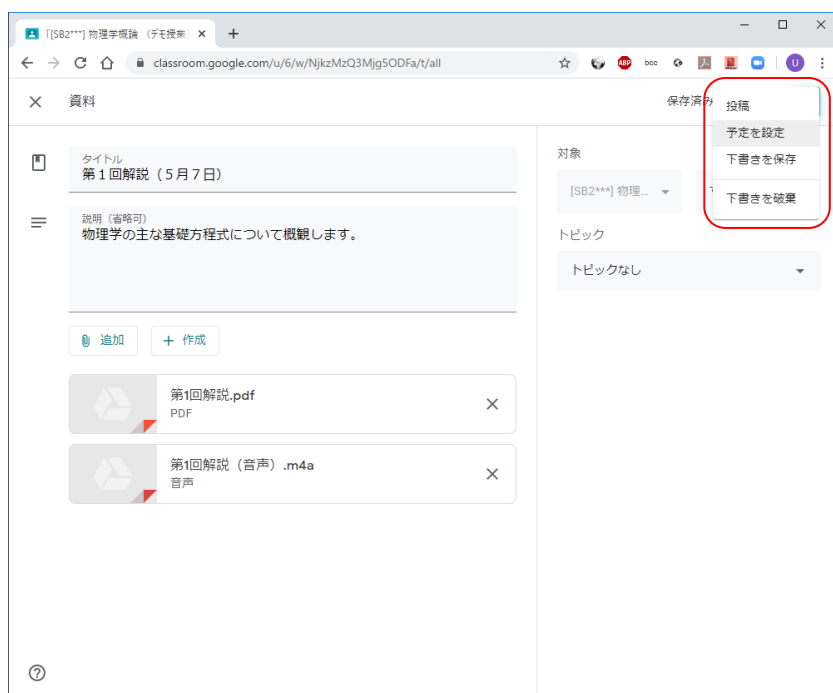 「[SB2***] 物理学概論 （デモ授業）
classroom.google.com/u/6/w/NjkzMzQ3Mjg5ODFa/t/all
ABP
bcc
U
資料
保存済み
投稿
予定を設定
下書きを保存
下書きを破棄
タイトル
第１回解説（５月７日）
説明（省略可）
物理学の主な基礎方程式について概観します。
追加
作成
第1回解説.pdf
PDF
第1回解説（音声）.m4a
音声
対象
[SB2***] 物理...
トピック
トピックなし